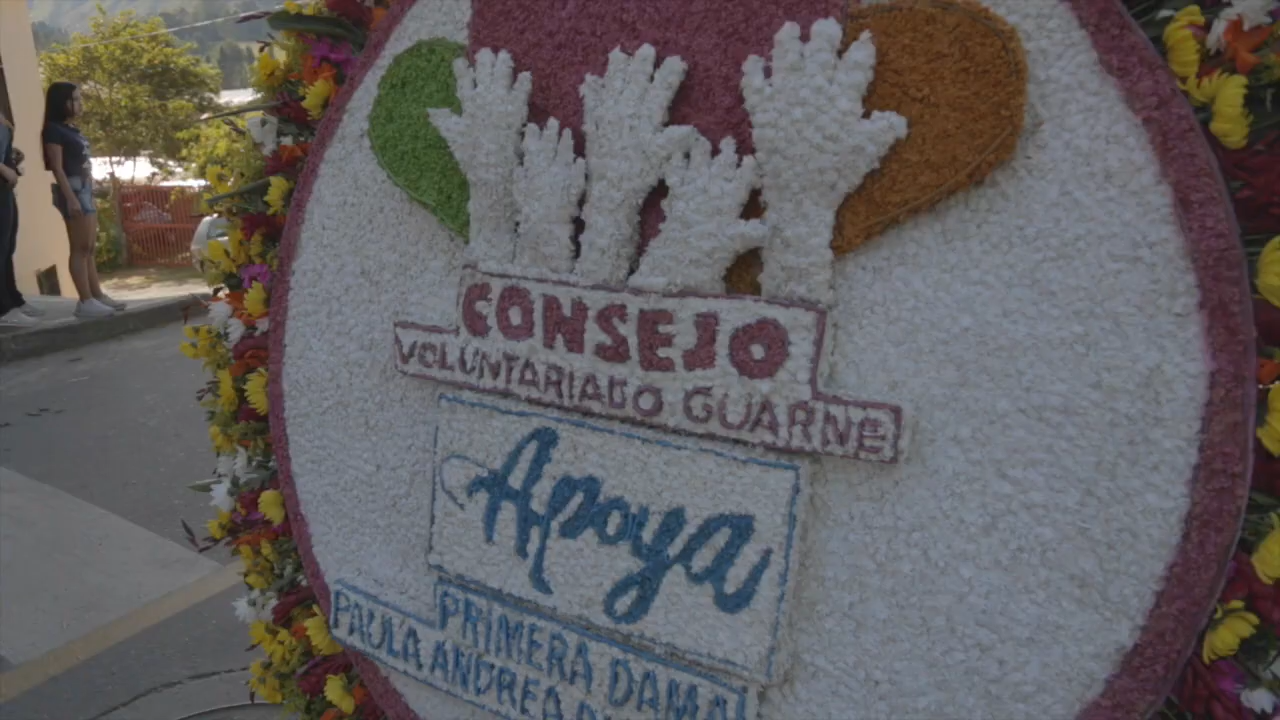 CONSEJO
VOLUNTARIADO GUARNE
Apoya
PRIMERA DAMA
PAULA ANDREA